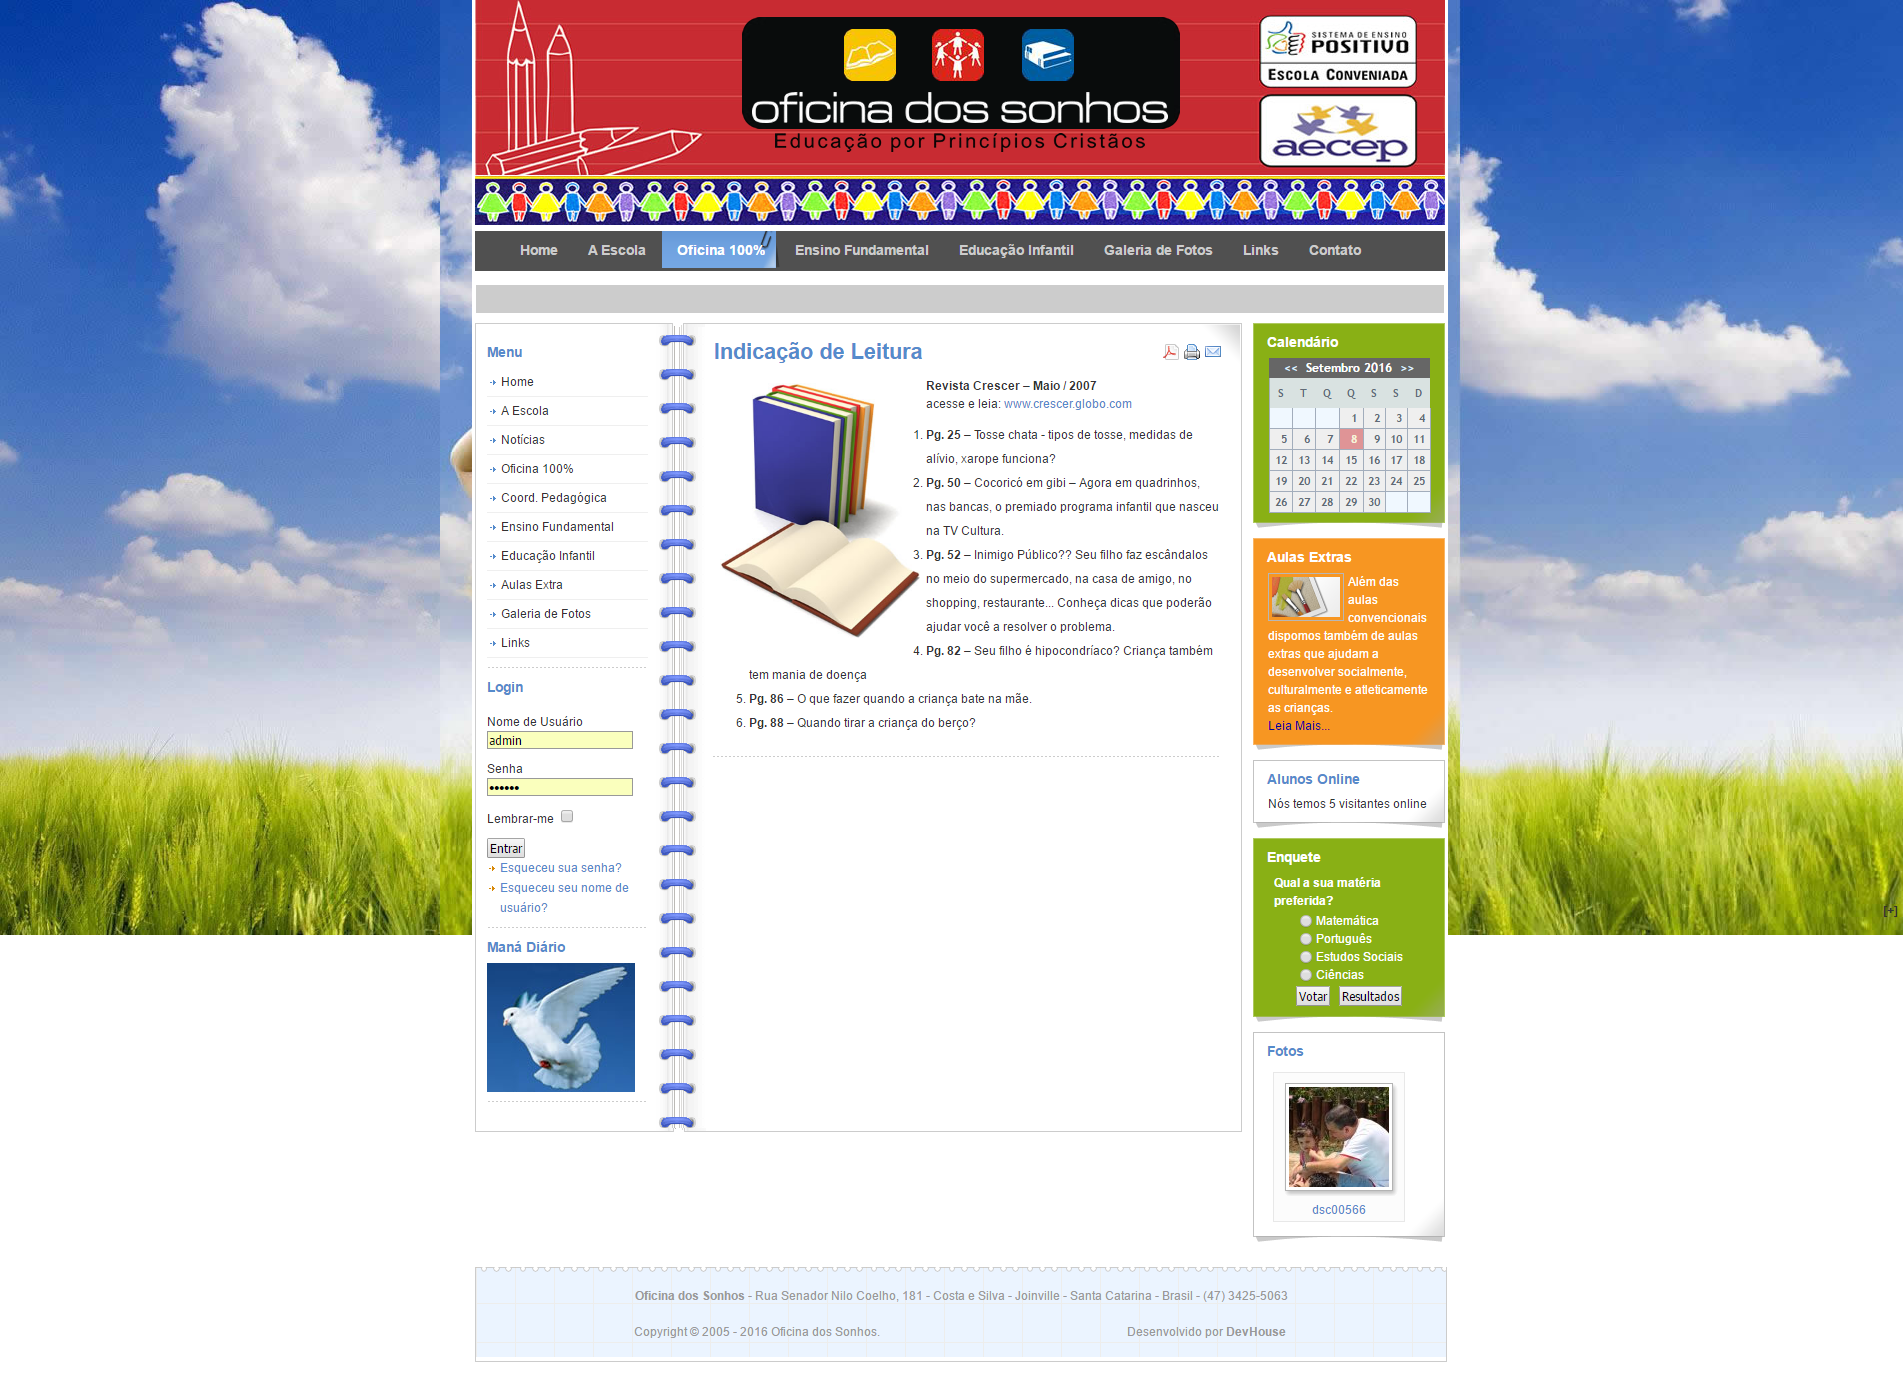 SISTEMA DE ENSINO
POSITIVO
ESCOLA CONVENIADA
oficina dos sonhos
Educação por Princípios Cristãos
aecep
Home A Escola Oficina 100% Ensino Fundamental Educação Infantil Galeria de Fotos Links Contato
Menu
Home
A Escola
Notícias
Oficina 100%
Coord. Pedagógica
Ensino Fundamental
Educação Infantil
Aulas Extra
Galeria de Fotos
Links
Login
Nome de Usuário
admin
Senha
••••••
Lembrar-me
Entrar
Esqueceu sua senha?
Esqueceu seu nome de
usuário?
Maná Diário
Indicação de Leitura
Revista Crescer – Maio / 2007
acesse e leia: www.crescer.globo.com
1. Pg. 25 – Tosse chata - tipos de tosse, medidas de
alívio, xarope funciona?
2. Pg. 50 – Cocoricó em gibi – Agora em quadrinhos,
nas bancas, o premiado programa infantil que nasceu
na TV Cultura.
3. Pg. 52 – Inimigo Público?? Seu filho faz escândalos
no meio do supermercado, na casa de amigo, no
shopping, restaurante... Conheça dicas que poderão
ajudar você a resolver o problema.
4. Pg. 82 – Seu filho é hipocondríaco? Criança também
tem mania de doença
5. Pg. 86 – O que fazer quando a criança bate na mãe.
6. Pg. 88 – Quando tirar a criança do berço?
Calendário
<< Setembro 2016 >>
S T Q Q S S D
1 2 3 4
5 6 7 8 9 10 11
12 13 14 15 16 17 18
19 20 21 22 23 24 25
26 27 28 29 30
Aulas Extras
Além das
aulas
convencionais
dispomos também de aulas
extras que ajudam a
desenvolver socialmente,
culturalmente e atleticamente
as crianças.
Leia Mais...
Alunos Online
Nós temos 5 visitantes online
Enquete
Qual a sua matéria
preferida?
Matemática
Português
Estudos Sociais
Ciências
Votar Resultados
[+]
Fotos
dsc00566
Oficina dos Sonhos - Rua Senador Nilo Coelho, 181 - Costa e Silva - Joinville - Santa Catarina - Brasil - (47) 3425-5063
Copyright © 2005 - 2016 Oficina dos Sonhos. Desenvolvido por DevHouse